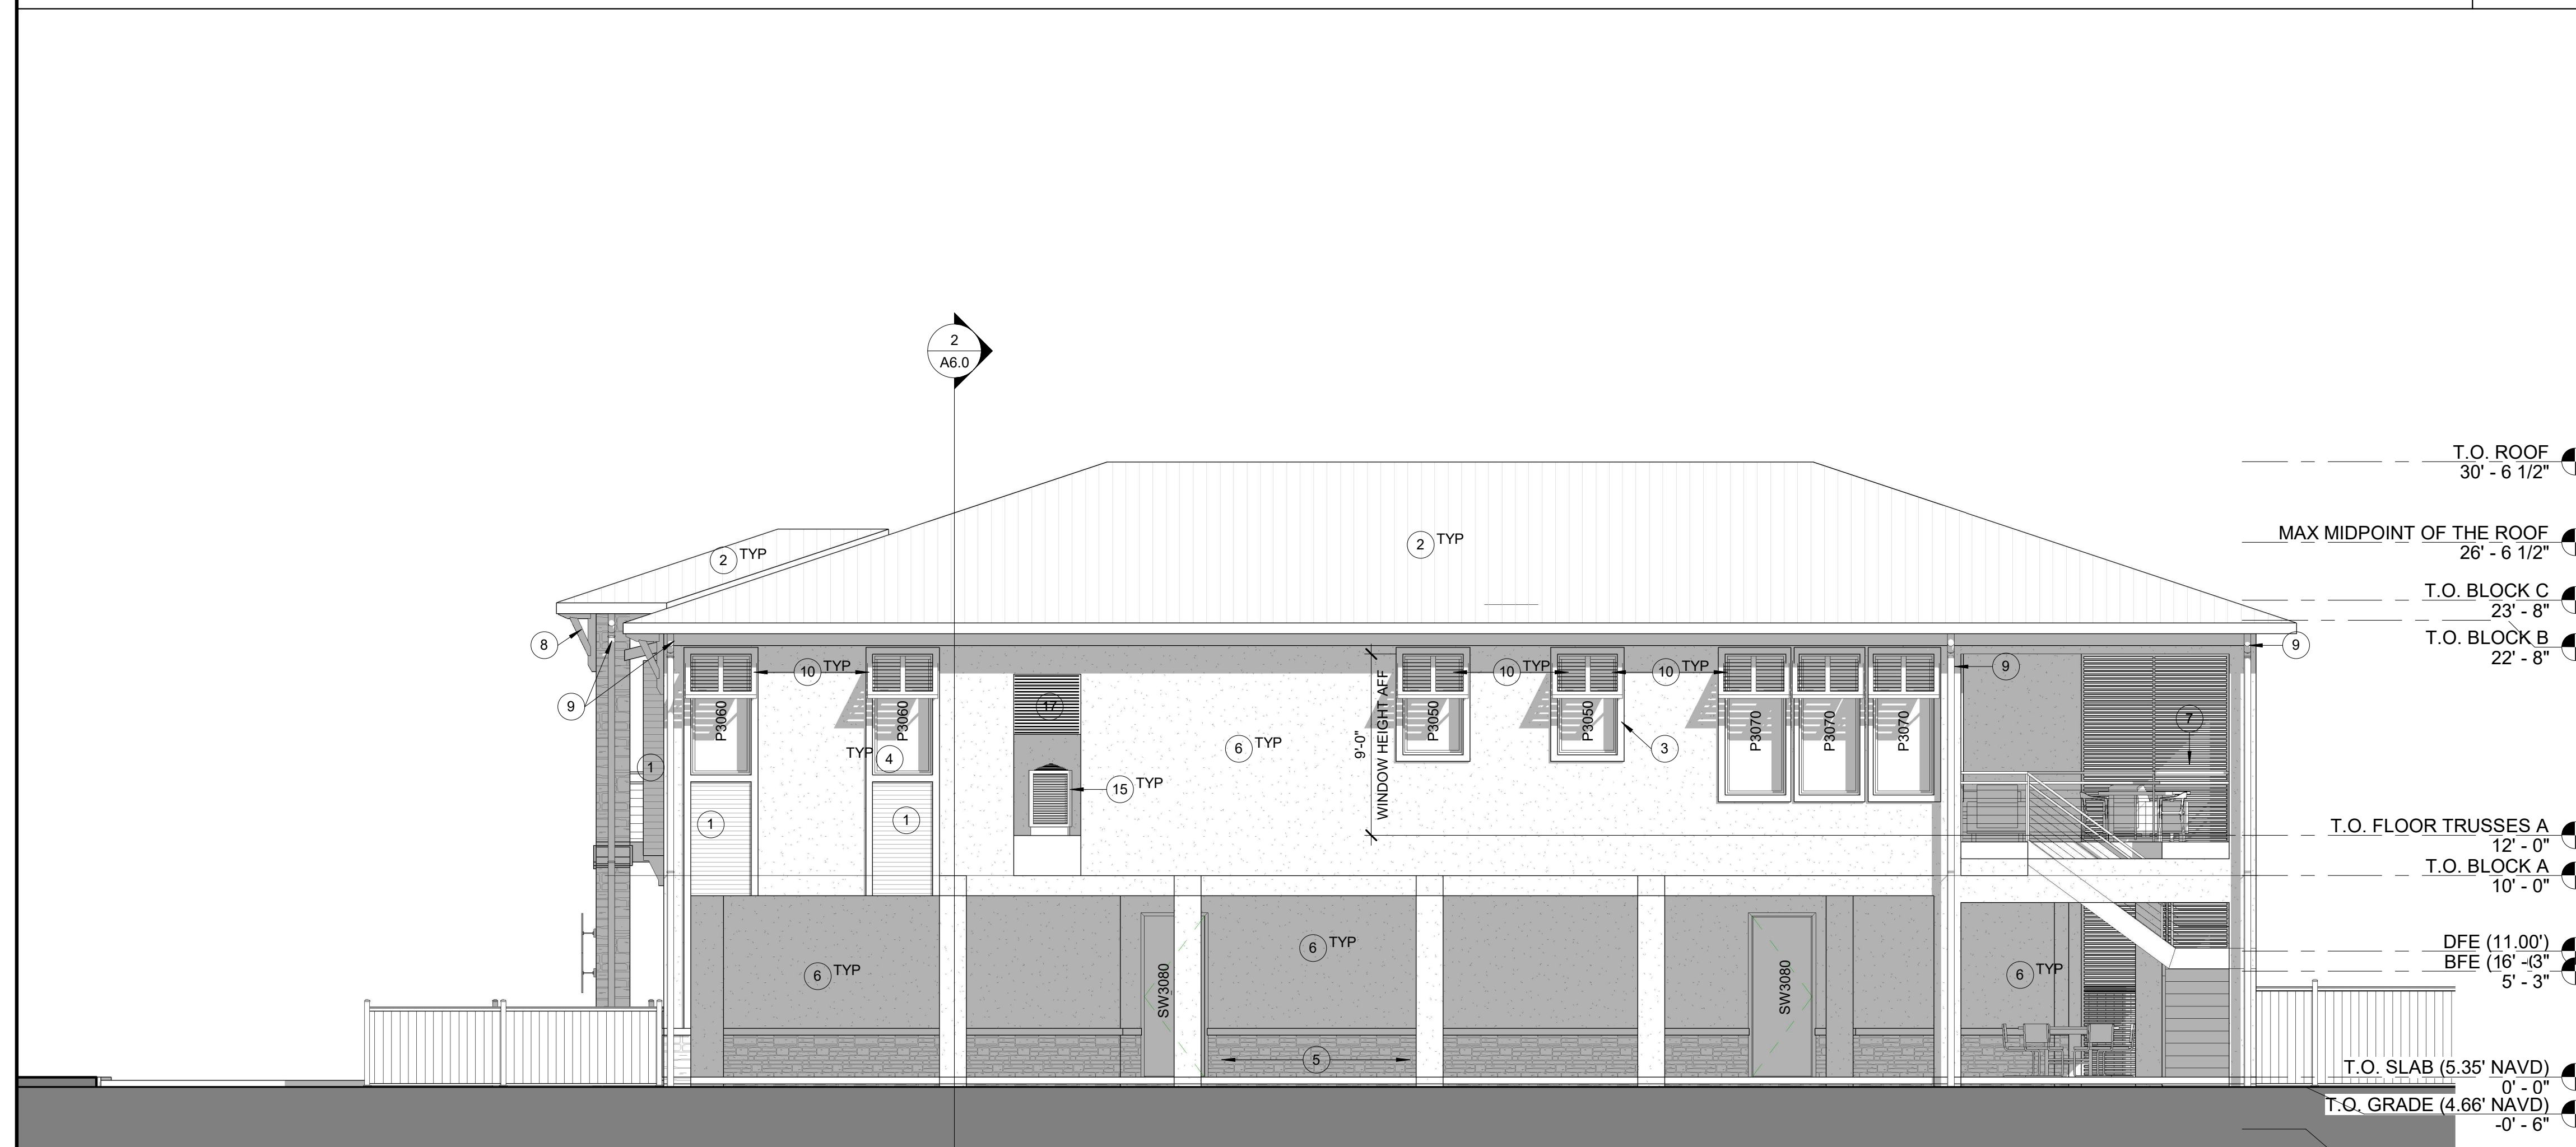 2
A6.0
T.O. ROOF
30' - 6 1/2"
MAX MIDPOINT OF THE ROOF
26' - 6 1/2"
2 TYP
2 TYP
T.O. BLOCK C
23' - 8"
T.O. BLOCK B
22' - 8"
8
9
9
9
10 TYP
10 TYP
10 TYP
P3060
P3060
17
P3050
P3050
P3070
P3070
P3070
7
TYP 4
6 TYP
3
9'-0"
WINDOW HEIGHT AFF
1
1
1
15 TYP
T.O. FLOOR TRUSSES A
12' - 0"
T.O. BLOCK A
10' - 0"
6 TYP
6 TYP
6 TYP
SW3080
SW3080
DFE (11.00')
5' - 3"
5
T.O. SLAB (5.35' NAVD)
0' - 0"
T.O. GRADE (4.66' NAVD)
-0' - 6"